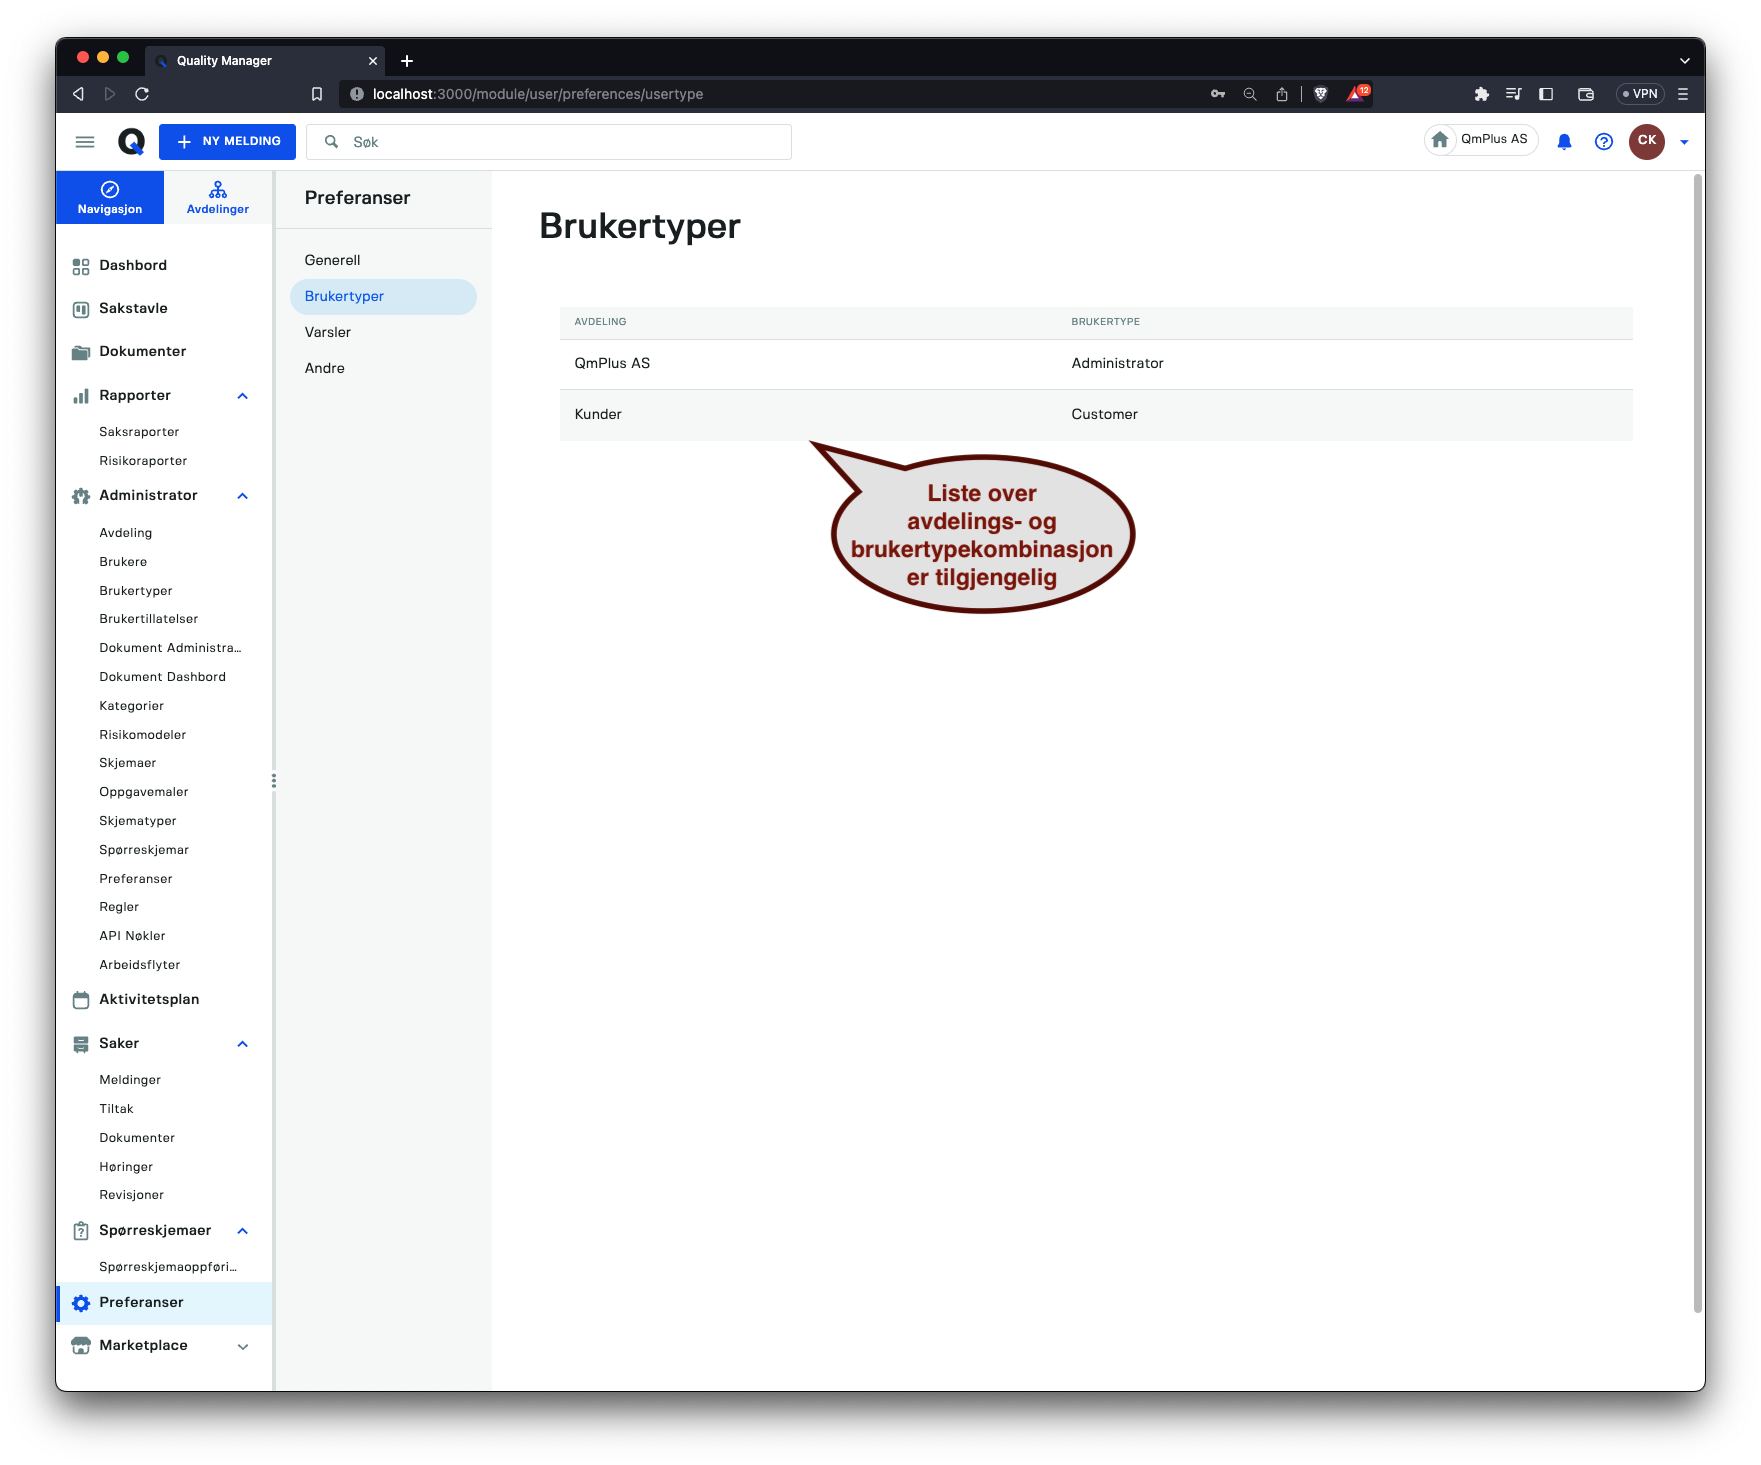 Quality Manager
localhost:3000/module/user/preferences/usertype
12
VPN
NY MELDING
Søk
QmPlus AS
CK
Navigasjon
Avdelinger
Dashbord
Sakstavle
Dokumenter
Rapporter
Saksraporter
Risikoraporter
Administrator
Avdeling
Brukere
Brukertyper
Brukertillatelser
Dokument Administra...
Dokument Dashbord
Kategorier
Risikomodeler
Skjemaer
Oppgavemaler
Skjematyper
Spørreskjemar
Preferanser
Regler
API Nøkler
Arbeidsflyter
Aktivitetsplan
Saker
Meldinger
Tiltak
Dokumenter
Høringer
Revisjoner
Spørreskjemaer
Spørreskjemaoppføri...
Preferanser
Marketplace
Preferanser
Generell
Brukertyper
Varsler
Andre
Brukertyper
AVDELING BRUKERTYPE
QmPlus AS Administrator
Kunder Customer
Liste over
avdelings- og
brukertypekombinasjon
er tilgjengelig